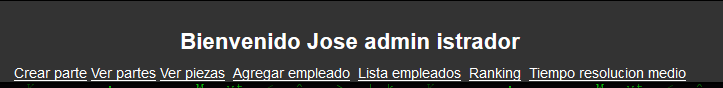 Bienvenido Jose admin istrador
Crear parte Ver partes Ver piezas Agregar empleado Lista empleados Ranking Tiempo resolucion medio